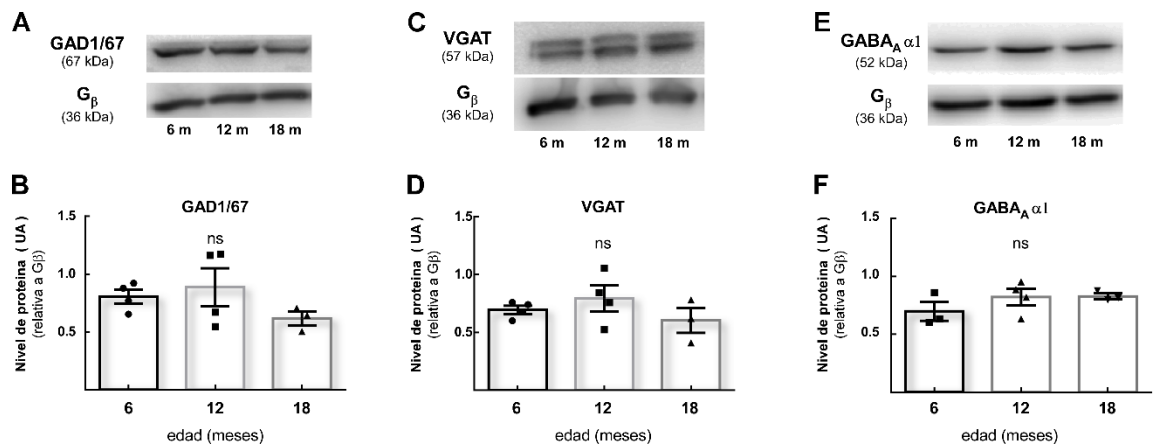 A
GAD1/67
(67 kDa)
Gβ
(36 kDa)
6 m 12 m 18 m
C
VGAT
(57 kDa)
Gβ
(36 kDa)
6 m 12 m 18 m
E
GABAA α1
(52 kDa)
Gβ
(36 kDa)
6 m 12 m 18 m
B
GAD1/67
Nivel de proteina ( UA)
(relativa a Gβ)
1.5
1.0
0.5
ns
6 12 18
edad (meses)
D
VGAT
Nivel de proteina ( UA)
(relativa a Gβ)
1.5
1.0
0.5
ns
6 12 18
edad (meses)
F
GABAA α1
Nivel de proteina ( UA)
(relativa a Gβ)
1.5
1.0
0.5
ns
6 12 18
edad (meses)